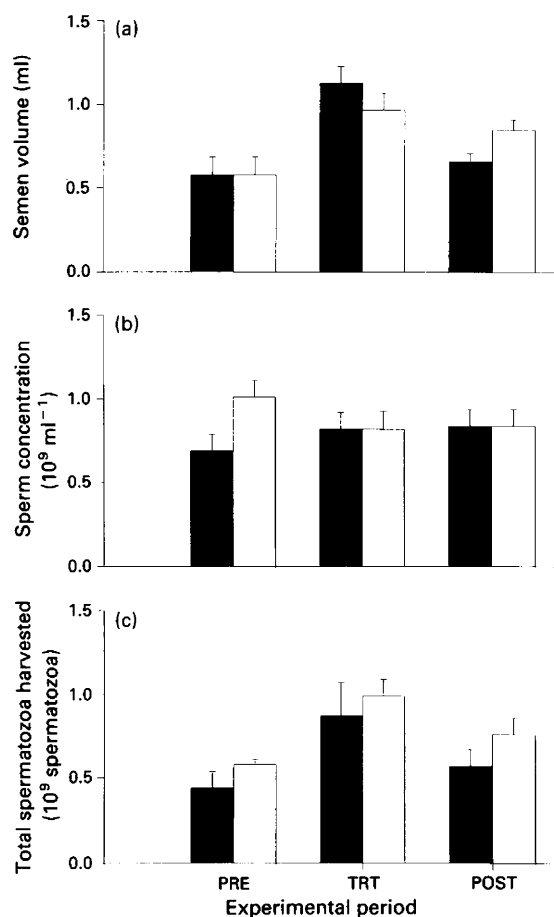 (a)
Semen volume (ml)
1.5
1.0
0.5
0.0
(b)
Sperm concentration
(10⁹ ml⁻¹)
1.5
1.0
0.5
0.0
(c)
Total spermatozoa harvested
(10⁹ spermatozoa)
1.5
1.0
0.5
0.0
PRE TRT POST
Experimental period